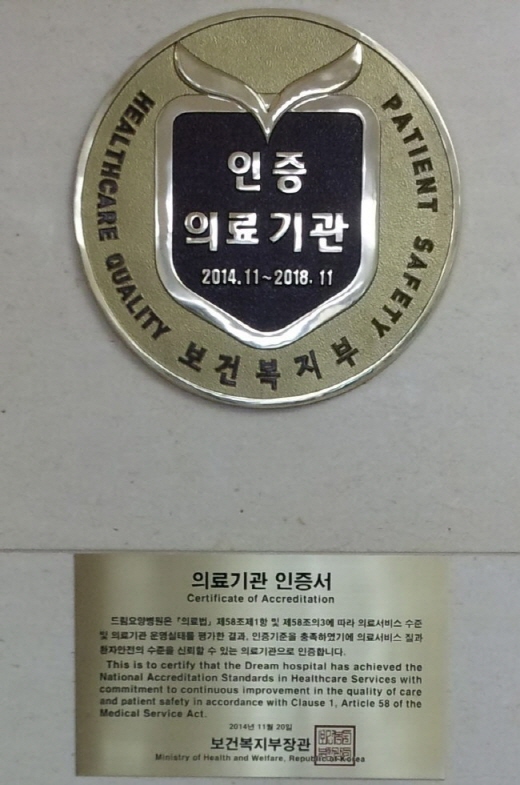 HEALTHCARE QUALITY
PATIENT SAFETY
인증
의료기관
2014.11~2018.11
보건복지부
의료기관 인증서
Certificate of Accreditation
드림요양병원은 「의료법」 제58조제1항 및 제58조의3에 따라 의료서비스 수준
및 의료기관 운영실태를 평가한 결과, 인증기준을 충족하였기에 의료서비스 질과
환자안전의 수준을 신뢰할 수 있는 의료기관으로 인증합니다.
This is to certify that the Dream hospital has achieved the
National Accreditation Standards in Healthcare Services with
commitment to continuous improvement in the quality of care
and patient safety in accordance with Clause 1, Article 58 of the
Medical Service Act.
2014년 11월 20일
보건복지부장관
Ministry of Health and Welfare, Republic of Korea